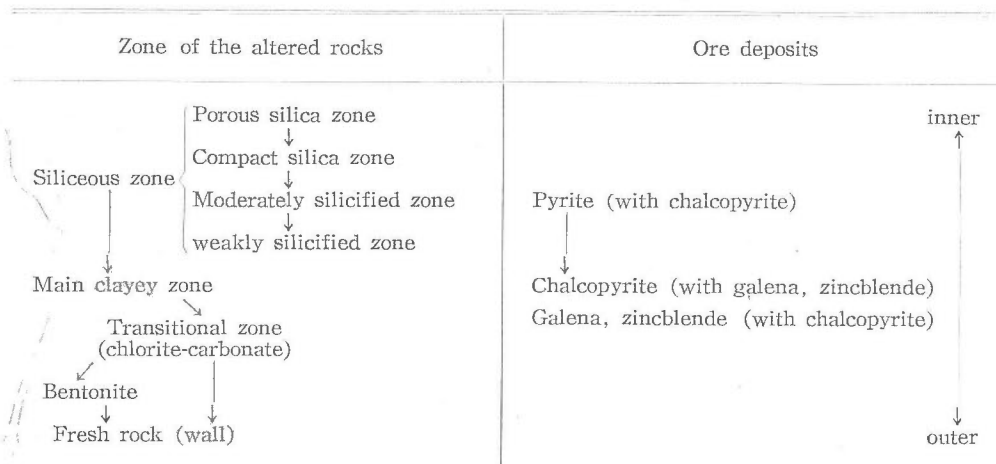 Zone of the altered rocks
Ore deposits
Porous silica zone
inner
Compact silica zone
Siliceous zone
Moderately silicified zone
Pyrite (with chalcopyrite)
weakly silicified zone
Main clayey zone
Chalcopyrite (with galena, zincblende)
Transitional zone
Galena, zincblende (with chalcopyrite)
(chlorite-carbonate)
Bentonite
Fresh rock (wall)
outer